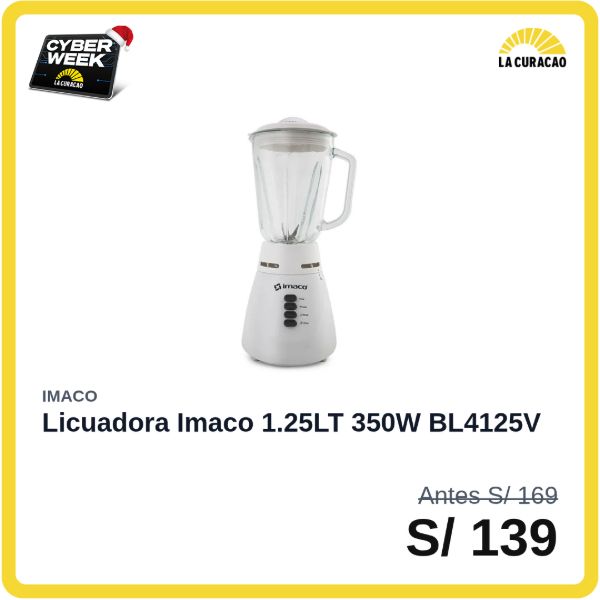 CYBER
WEEK
LA CURACAO
LA CURACAO
imaco
IMACO
Licuadora Imaco 1.25LT 350W BL4125V
Antes S/ 169
S/ 139